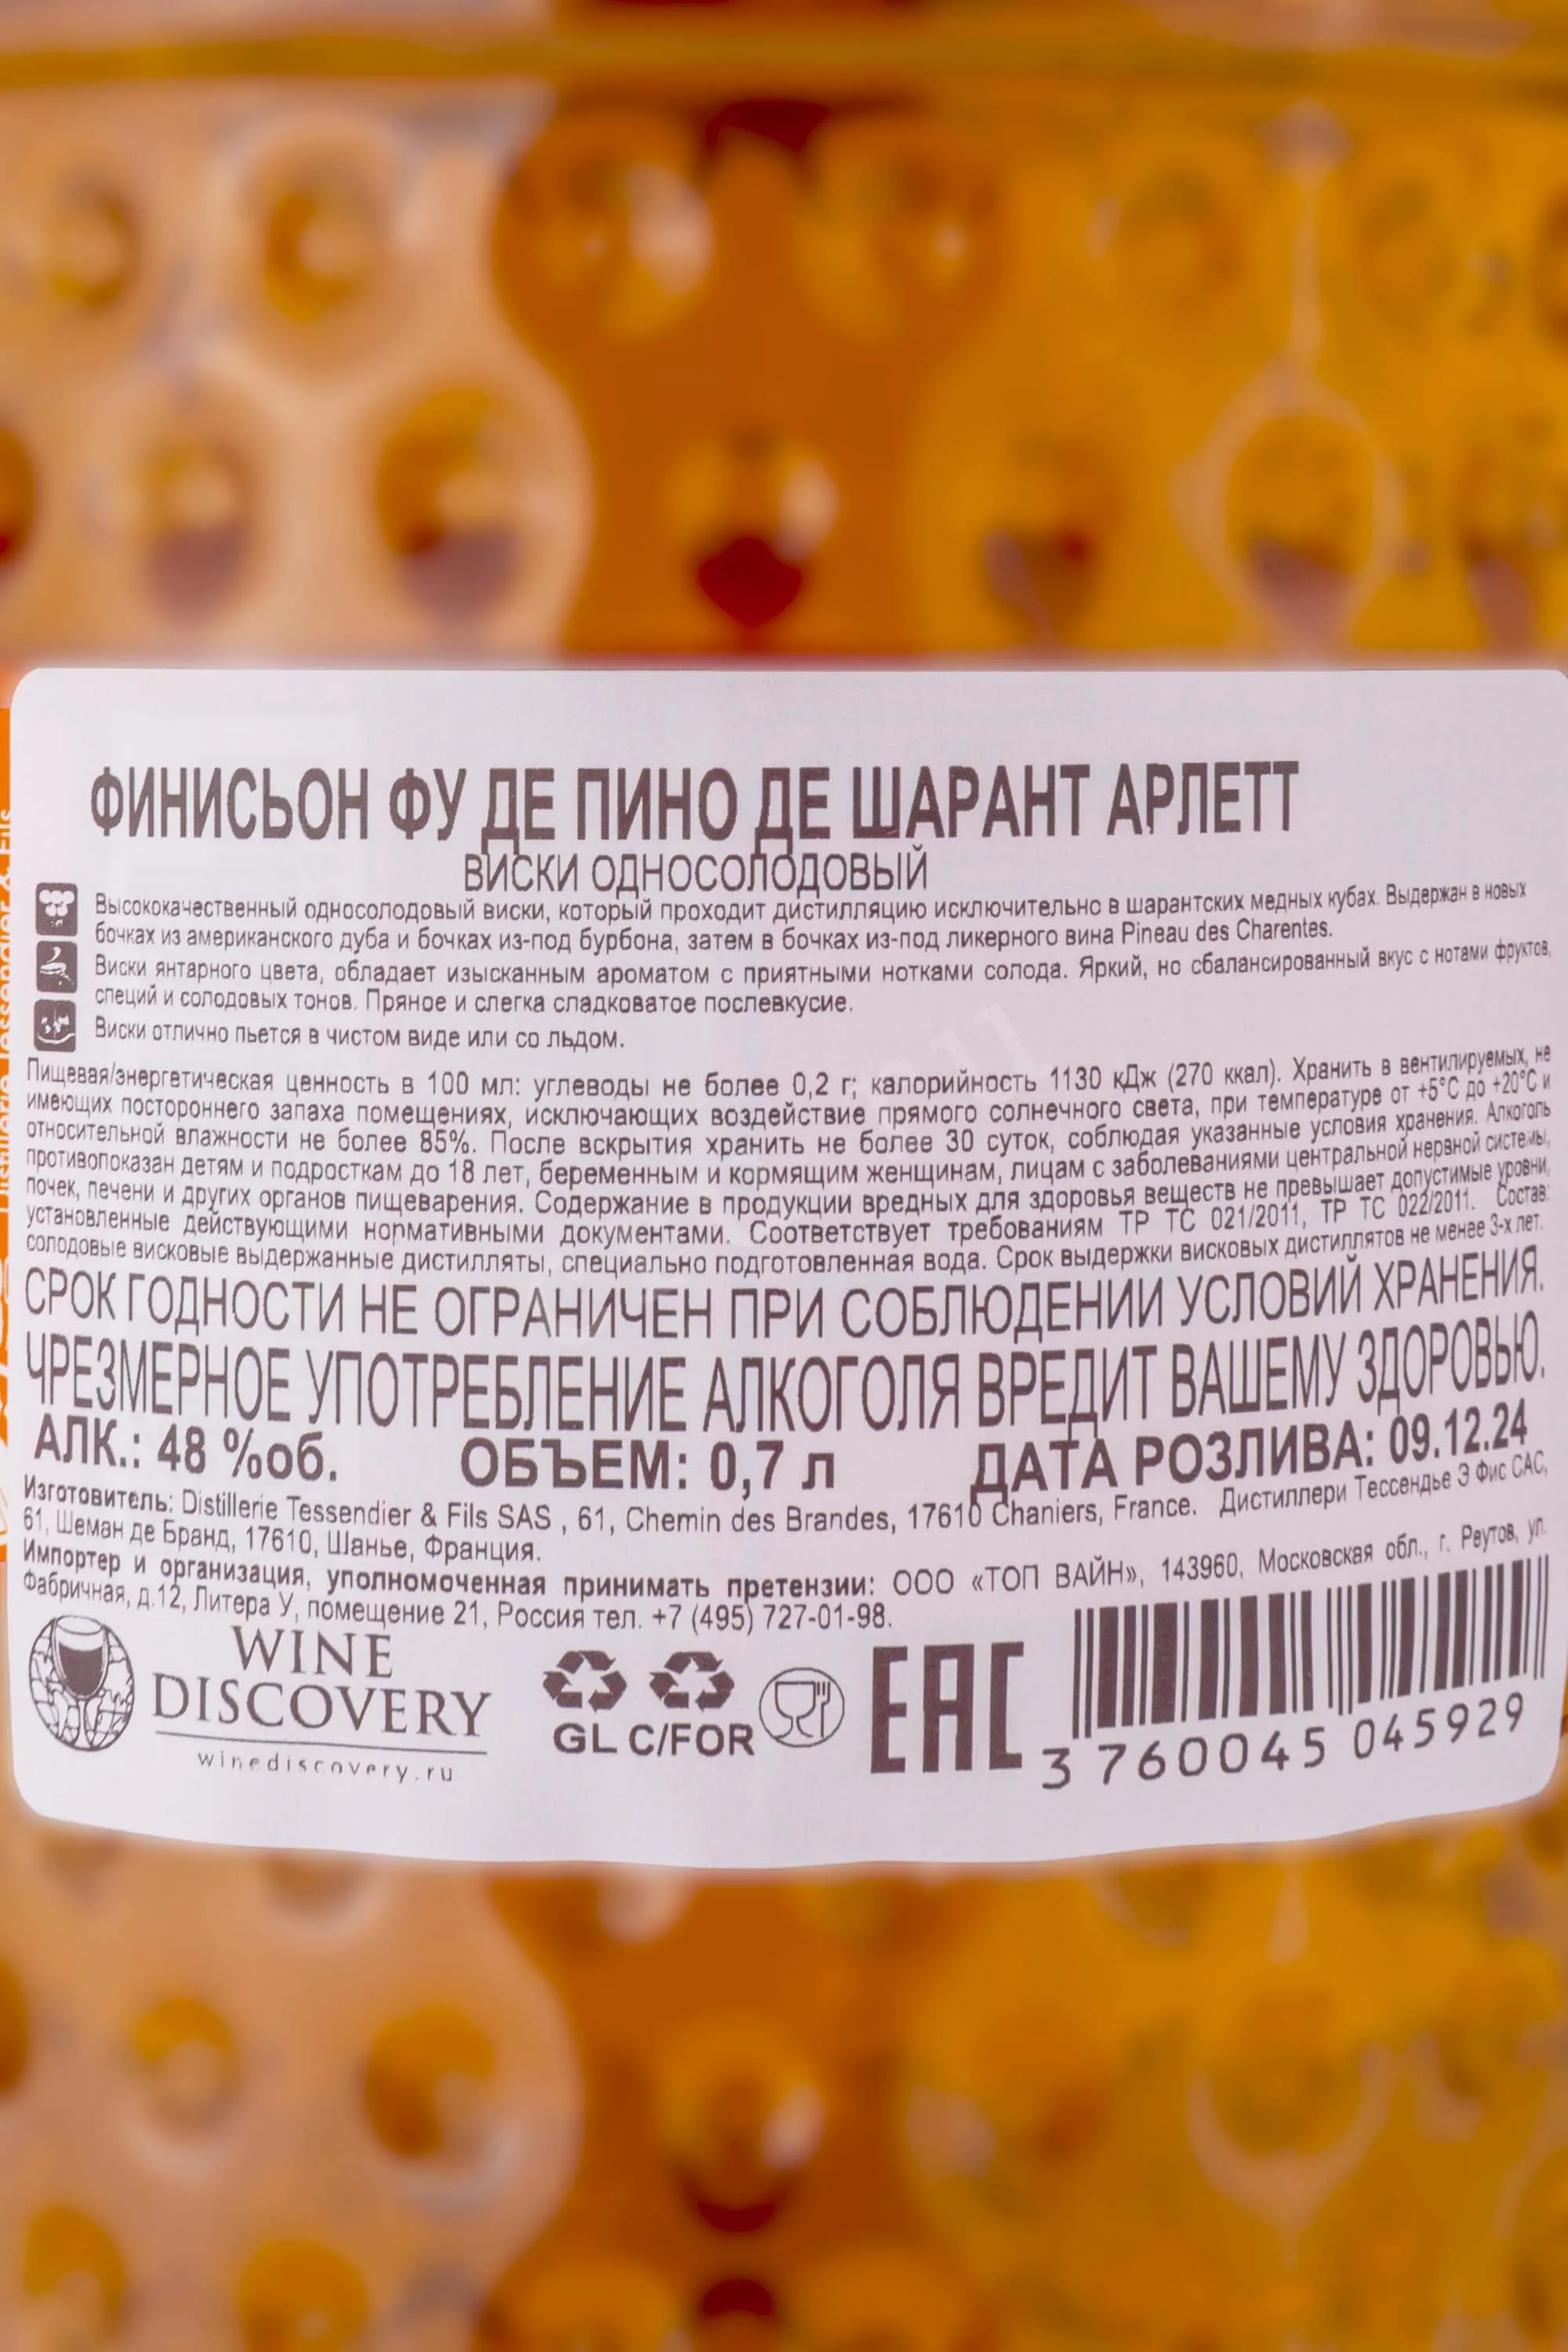 ФИНИСЬОН ФУ ДЕ ПИНО ДЕ ШАРАНТ АРЛЕТТ
ВИСКИ ОДНОСОЛОДОВЫЙ
Высококачественный односолодовый виски, который проходит дистилляцию исключительно в шарантских медных кубах. Выдержан в новых
бочках из американского дуба и бочках из-под бурбона, затем в бочках из-под ликерного вина Pineau des Charentes.
Виски янтарного цвета, обладает изысканным ароматом с приятными нотками солода. Яркий, но сбалансированный вкус с нотами фруктов,
специй и солодовых тонов. Пряное и слегка сладковатое послевкусие.
Виски отлично пьется в чистом виде или со льдом.
Пищевая/энергетическая ценность в 100 мл: углеводы не более 0,2 г; калорийность 1130 кДж (270 ккал). Хранить в вентилируемых, не
имеющих постороннего запаха помещениях, исключающих воздействие прямого солнечного света, при температуре от +5°С до +20°С и
относительной влажности не более 85%. После вскрытия хранить не более 30 суток, соблюдая указанные условия хранения. Алкоголь
противопоказан детям и подросткам до 18 лет, беременным и кормящим женщинам, лицам с заболеваниями центральной нервной системы,
почек, печени и других органов пищеварения. Содержание в продукции вредных для здоровья веществ не превышает допустимые уровни,
установленные действующими нормативными документами. Соответствует требованиям ТР ТС 021/2011, ТР ТС 022/2011. Состав:
солодовые висковые выдержанные дистилляты, специально подготовленная вода. Срок выдержки висковых дистиллятов не менее 3-х лет.
СРОК ГОДНОСТИ НЕ ОГРАНИЧЕН ПРИ СОБЛЮДЕНИИ УСЛОВИЙ ХРАНЕНИЯ.
ЧРЕЗМЕРНОЕ УПОТРЕБЛЕНИЕ АЛКОГОЛЯ ВРЕДИТ ВАШЕМУ ЗДОРОВЬЮ.
АЛК.: 48 %об. ОБЪЕМ: 0,7 л ДАТА РОЗЛИВА: 09.12.24
Изготовитель: Distillerie Tessendier & Fils SAS , 61, Chemin des Brandes, 17610 Chaniers, France. Дистиллери Тессендье Э Фис САС,
61, Шеман де Бранд, 17610, Шанье, Франция.
Импортер и организация, уполномоченная принимать претензии: ООО «ТОП ВАЙН», 143960, Московская обл., г. Реутов, ул.
Фабричная, д.12, Литера У, помещение 21, Россия тел. +7 (495) 727-01-98.
WINE
DISCOVERY
winediscovery.ru
GL C/FOR
EAC
3 760045 045929